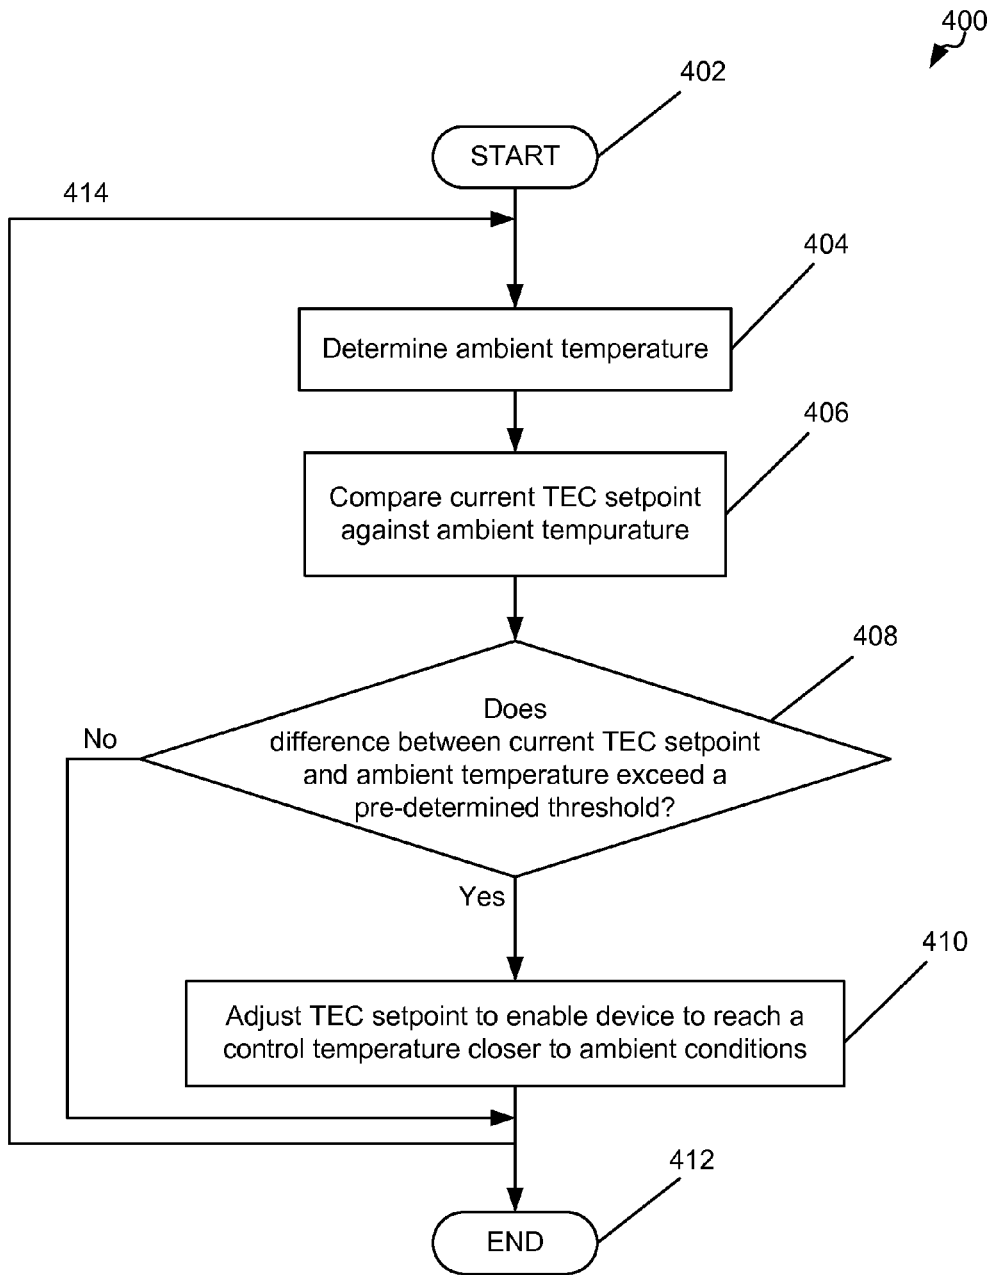 400
402
START
414
404
Determine ambient temperature
406
Compare current TEC setpoint
against ambient tempurature
408
Does
difference between current TEC setpoint
and ambient temperature exceed a
pre-determined threshold?
No
Yes
410
Adjust TEC setpoint to enable device to reach a
control temperature closer to ambient conditions
412
END